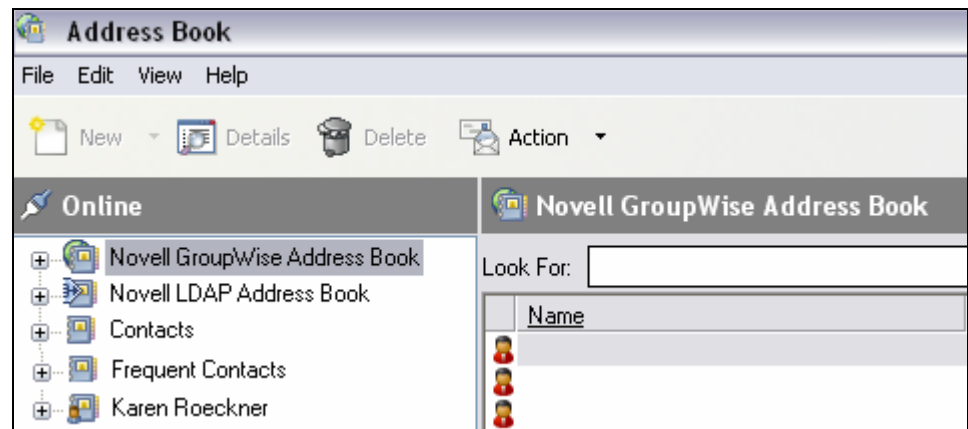 Address Book
File Edit View Help
New Details Delete Action
Online
Novell GroupWise Address Book
Novell LDAP Address Book
Contacts
Frequent Contacts
Karen Roeckner
Novell GroupWise Address Book
Look For:
Name